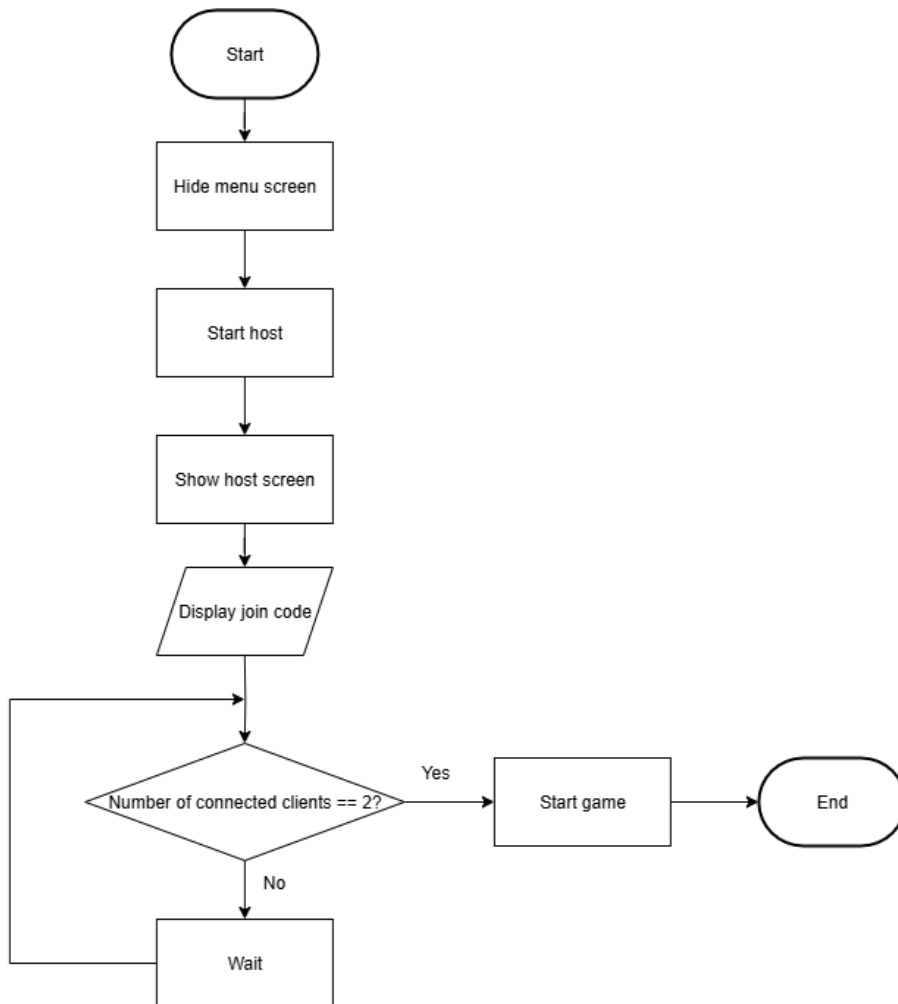 Start
Hide menu screen
Start host
Show host screen
Display join code
Number of connected clients == 2?
Yes
Start game
End
No
Wait